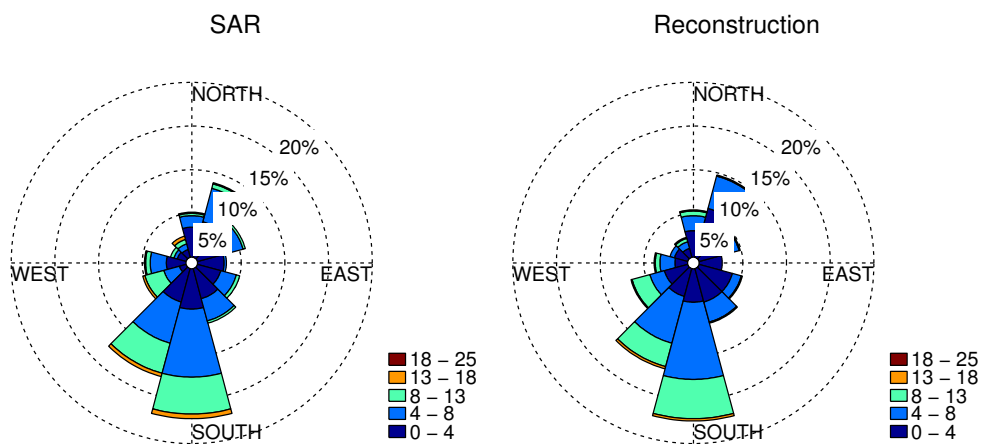 SAR
NORTH
20%
15%
10%
5%
WEST
EAST
SOUTH
18 – 25
13 – 18
8 – 13
4 – 8
0 – 4
Reconstruction
NORTH
20%
15%
10%
5%
WEST
EAST
SOUTH
18 – 25
13 – 18
8 – 13
4 – 8
0 – 4